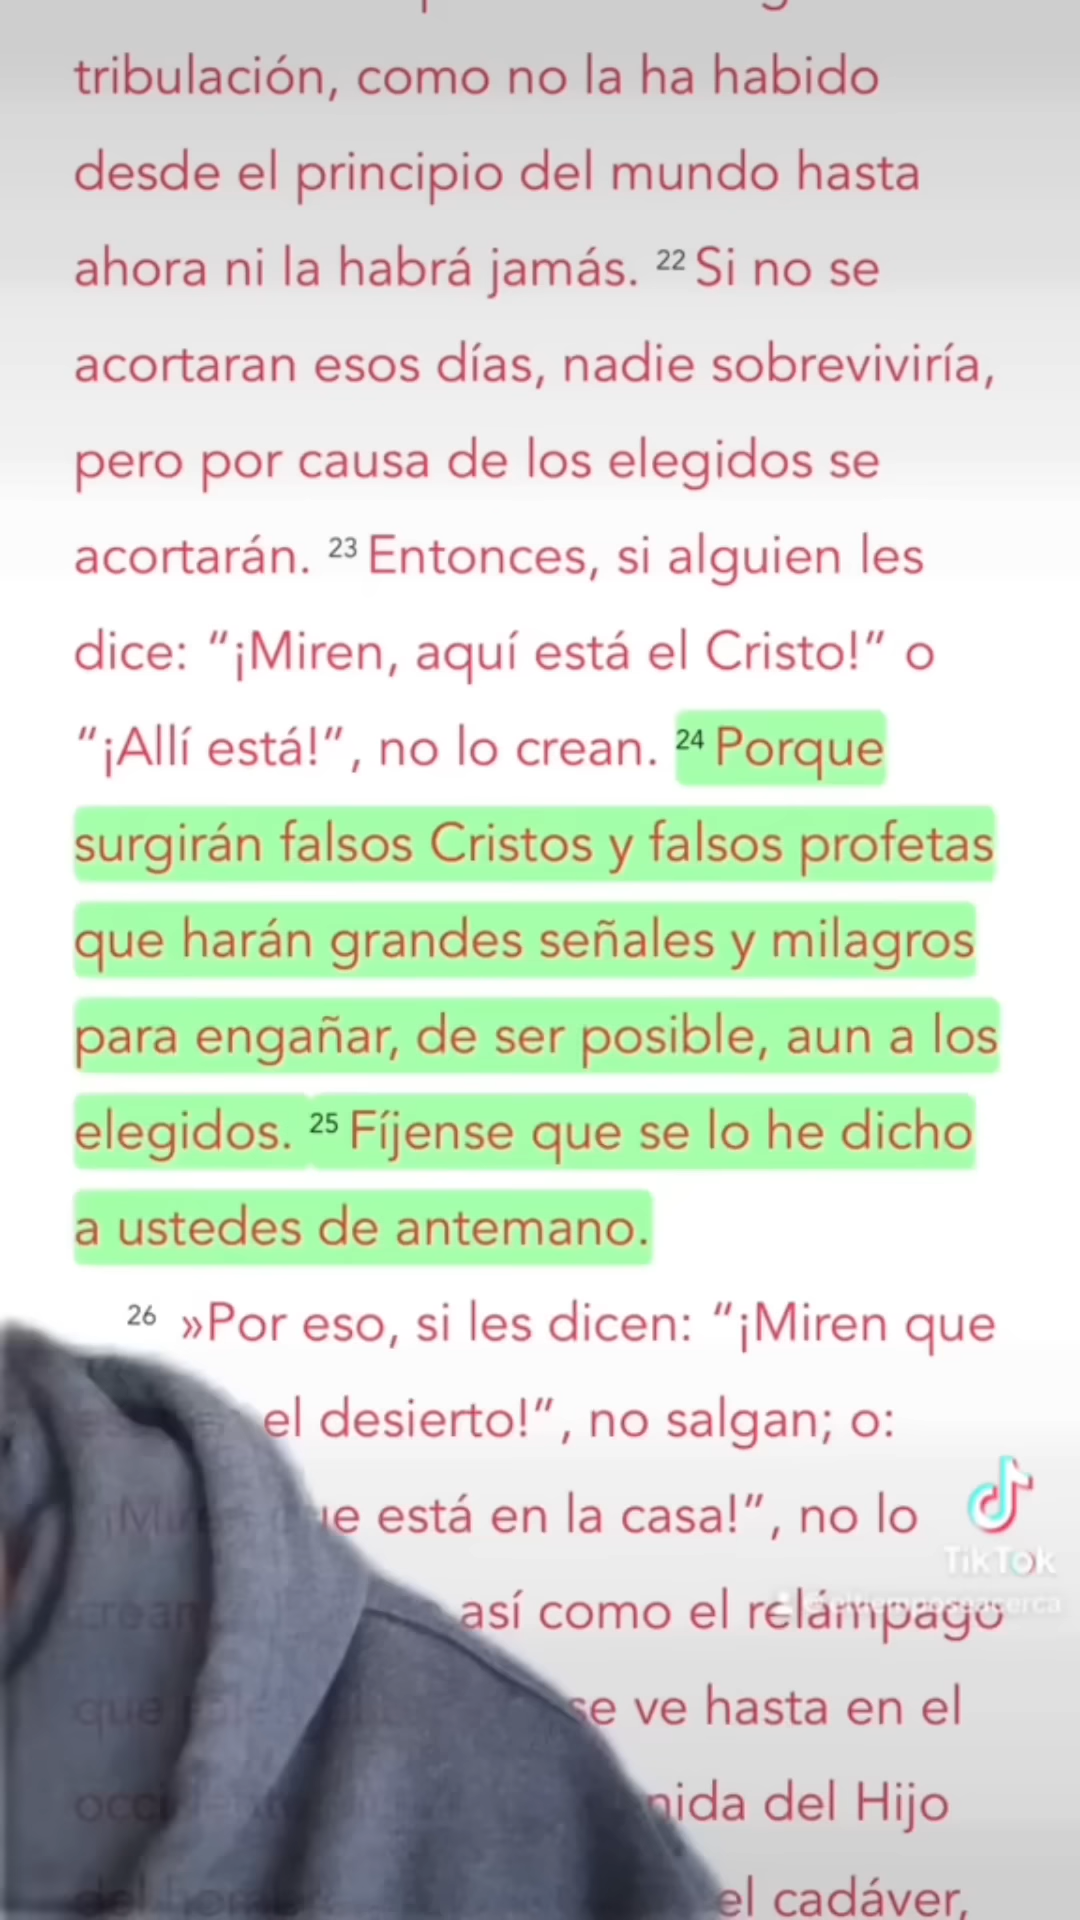 tribulación, como no la ha habido
desde el principio del mundo hasta
ahora ni la habrá jamás. 22 Si no se
acortaran esos días, nadie sobreviviría,
pero por causa de los elegidos se
acortarán. 23 Entonces, si alguien les
dice: “¡Miren, aquí está el Cristo!” o
“¡Allí está!”, no lo crean. 24 Porque
surgirán falsos Cristos y falsos profetas
que harán grandes señales y milagros
para engañar, de ser posible, aun a los
elegidos. 25 Fíjense que se lo he dicho
a ustedes de antemano.
26 »Por eso, si les dicen: “¡Miren que
el desierto!”, no salgan; o:
está en la casa!”, no lo
TikTok
así como el relámpago
@eltiemposeacerca
que se ve hasta en el
del Hijo
el cadáver,